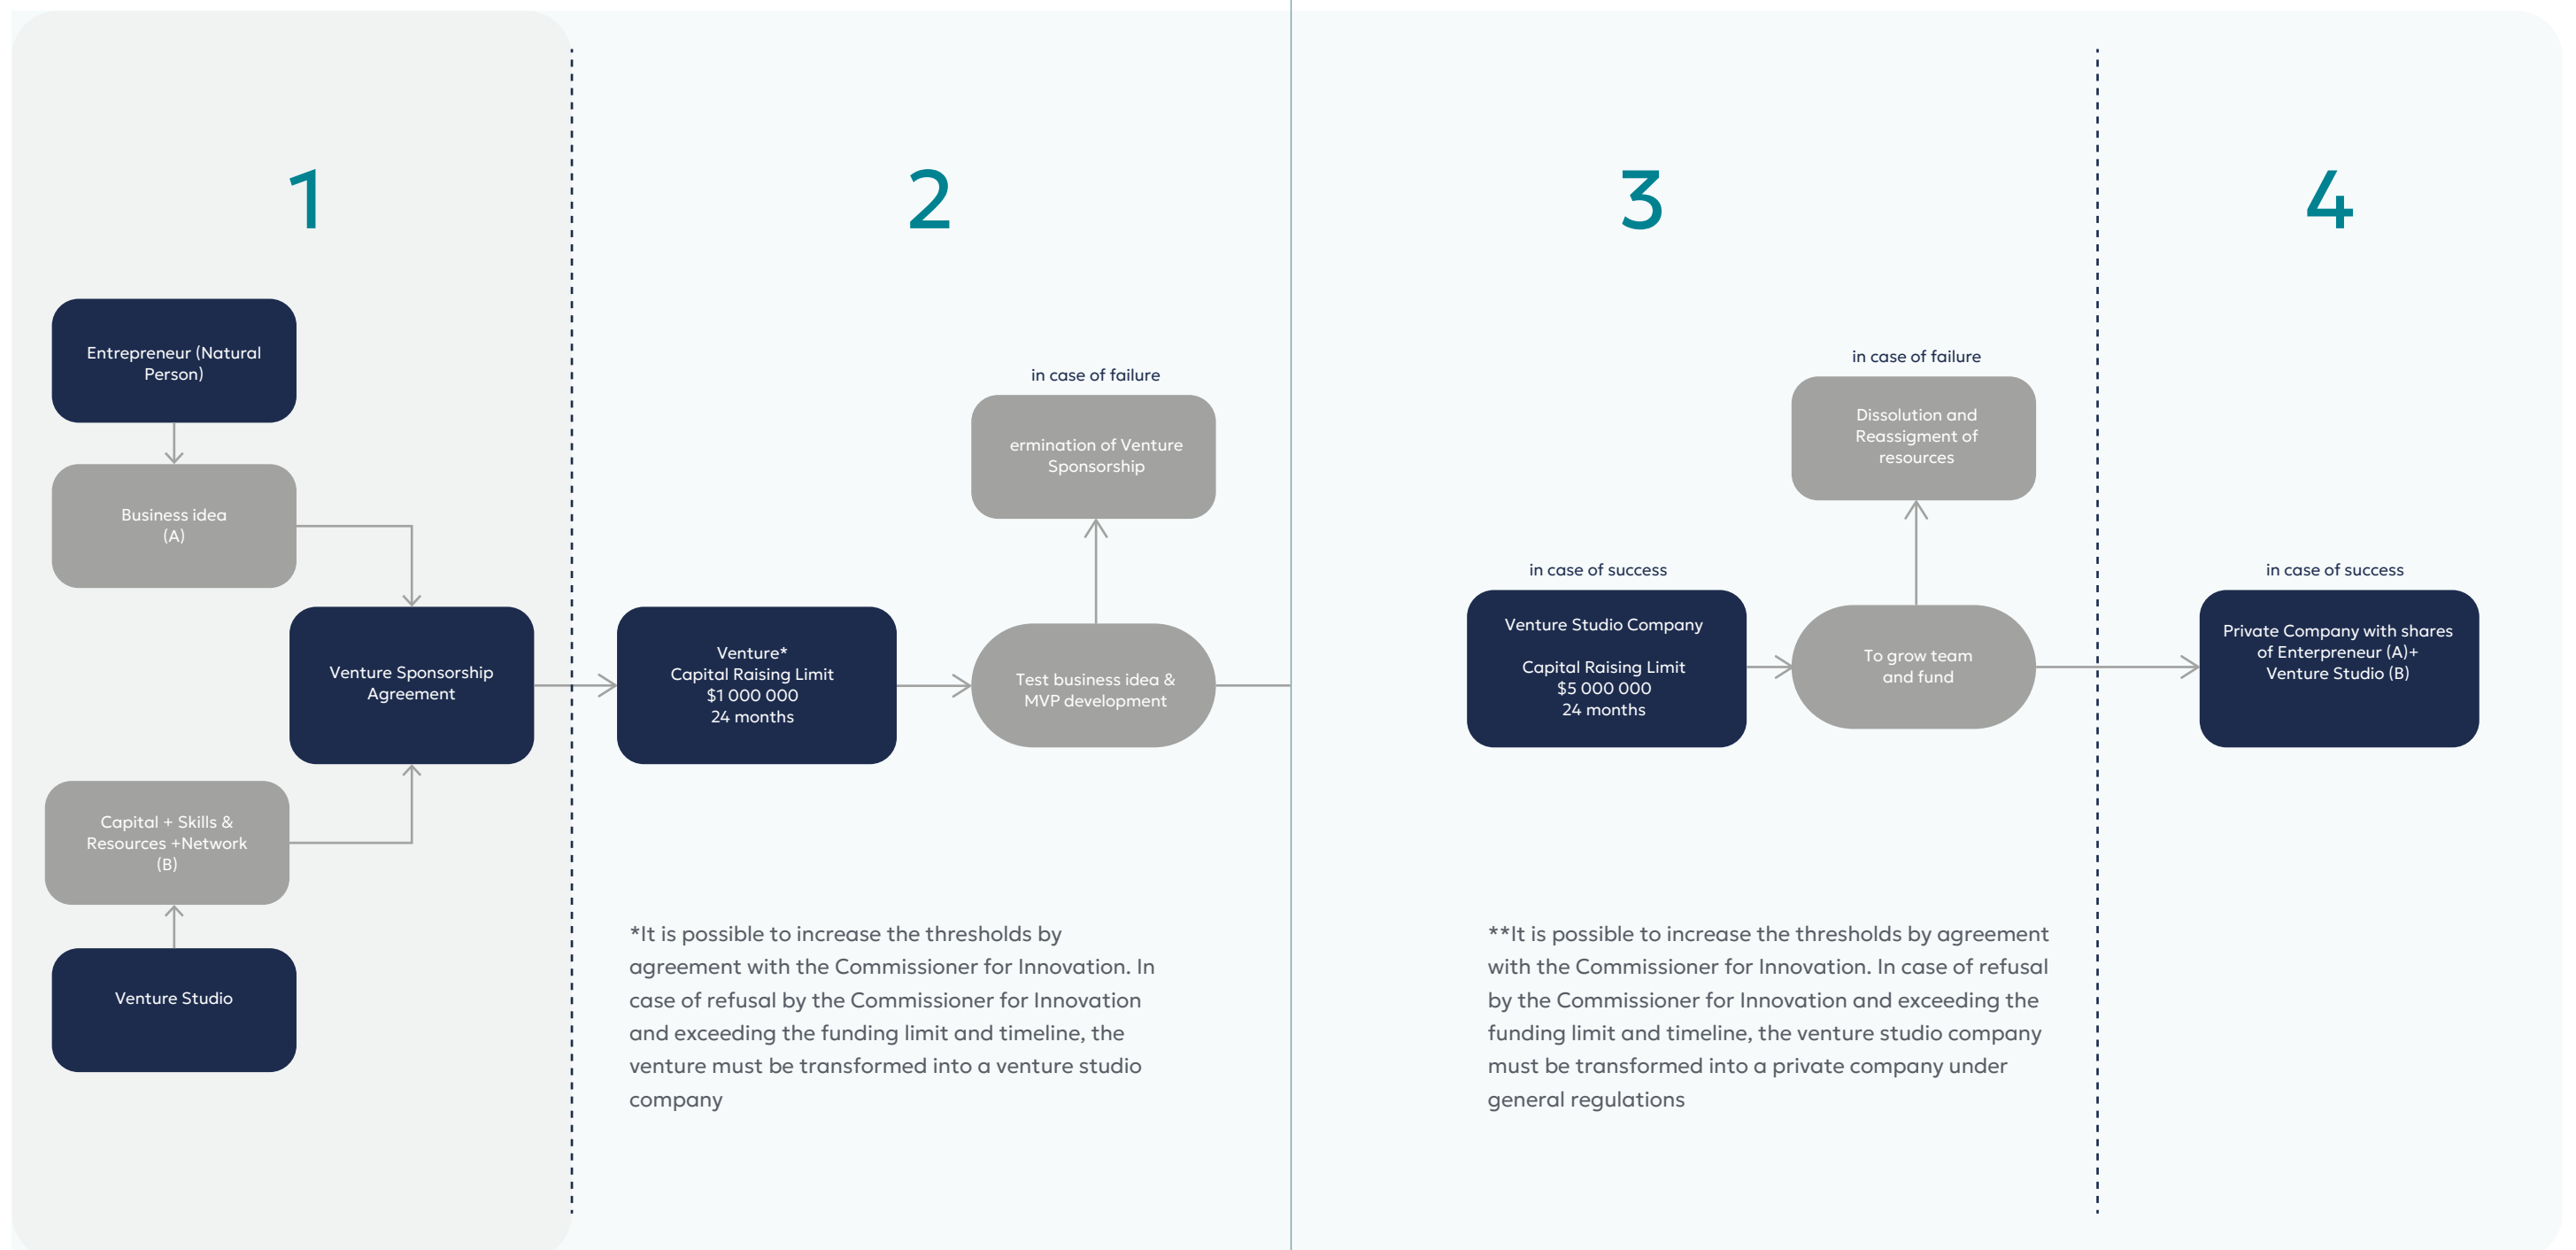 1
Entrepreneur (Natural
Person)
Business idea
(A)
Venture Sponsorship
Agreement
Capital + Skills &
Resources +Network
(B)
Venture Studio
2
in case of failure
ermination of Venture
Sponsorship
Venture*
Capital Raising Limit
$1 000 000
24 months
Test business idea &
MVP development
*It is possible to increase the thresholds by
agreement with the Commissioner for Innovation. In
case of refusal by the Commissioner for Innovation
and exceeding the funding limit and timeline, the
venture must be transformed into a venture studio
company
3
in case of failure
Dissolution and
Reassigment of
resources
in case of success
Venture Studio Company
Capital Raising Limit
$5 000 000
24 months
To grow team
and fund
**It is possible to increase the thresholds by agreement
with the Commissioner for Innovation. In case of refusal
by the Commissioner for Innovation and exceeding the
funding limit and timeline, the venture studio company
must be transformed into a private company under
general regulations
4
in case of success
Private Company with shares
of Enterpreneur (A)+
Venture Studio (B)